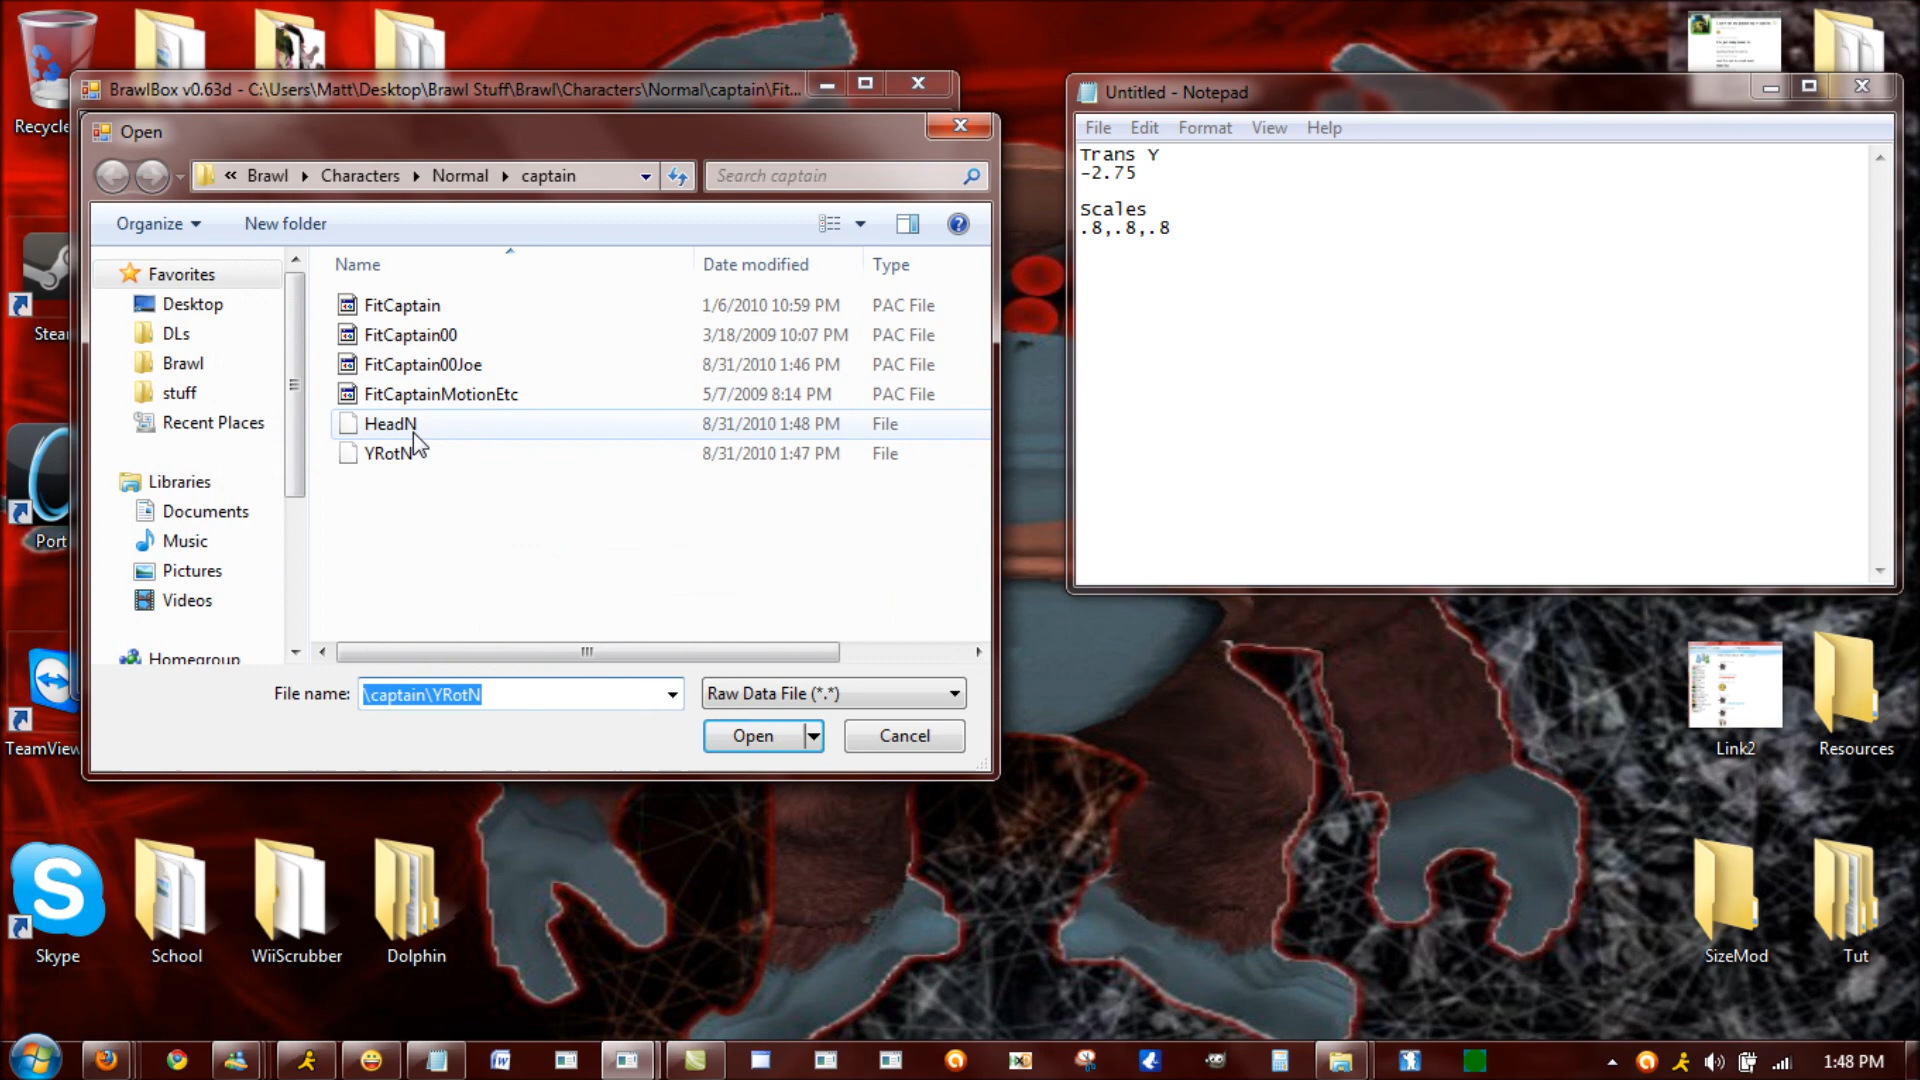 Recycle
BrawlBox v0.63d - C:\Users\Matt\Desktop\Brawl Stuff\Brawl\Characters\Normal\captain\Fit...
Open
« Brawl Characters Normal captain
Search captain
Organize New folder
Name Date modified Type
Favorites
Desktop
DLs
Brawl
stuff
Recent Places
Libraries
Documents
Music
Pictures
Videos
Homegroup
FitCaptain 1/6/2010 10:59 PM PAC File
FitCaptain00 3/18/2009 10:07 PM PAC File
FitCaptain00Joe 8/31/2010 1:46 PM PAC File
FitCaptainMotionEtc 5/7/2009 8:14 PM PAC File
HeadN 8/31/2010 1:48 PM File
YRotN 8/31/2010 1:47 PM File
File name: \captain\YRotN Raw Data File (*.*)
Open Cancel
Untitled - Notepad
File Edit Format View Help
Trans Y
-2.75
Scales
.8,.8,.8
Stear
Port
TeamView
Link2
Resources
Skype
School
WiiScrubber
Dolphin
SizeMod
Tut
1:48 PM